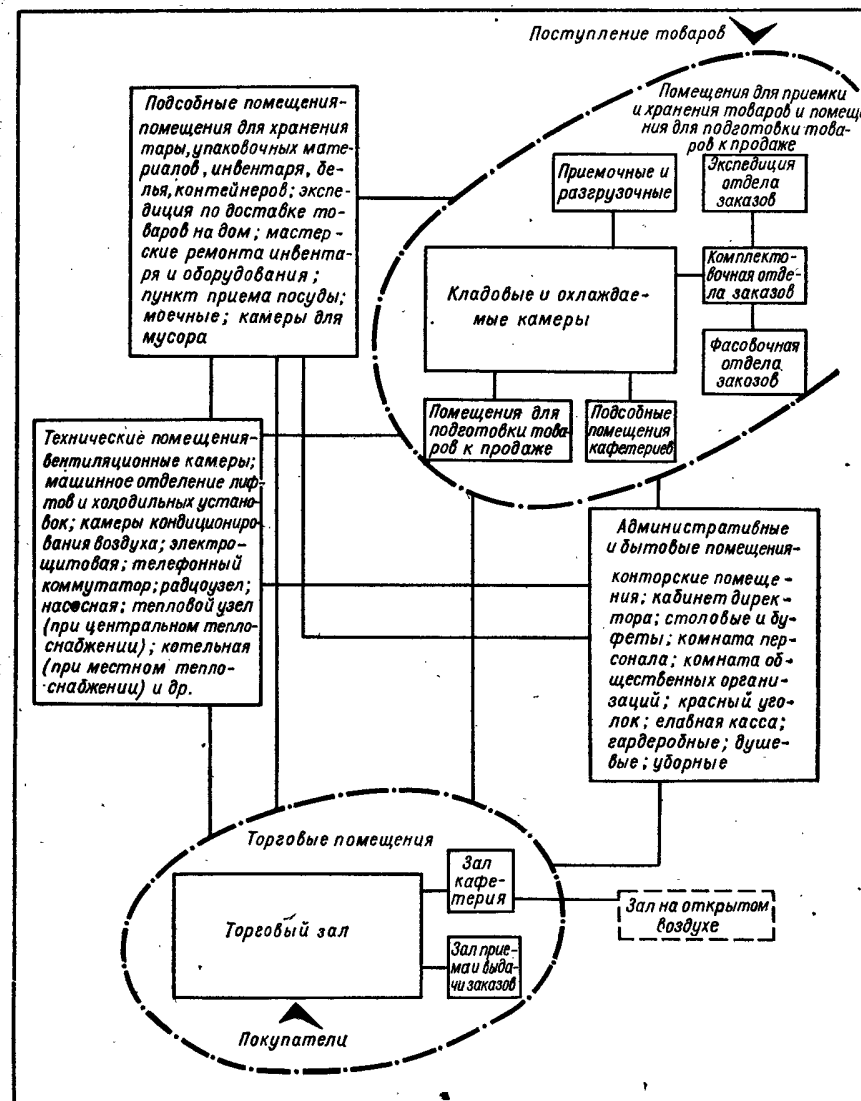 Поступление товаров
Подсобные помещения-
помещения для хранения
тары, упаковочных мате-
риалов, инвентаря, бе-
лья, контейнеров; экспе-
диция по доставке то-
варов на дом; мастер-
ские ремонта инвента-
ря и оборудования;
пункт приема посуды;
моечные; камеры для
мусора
Помещения для приемки
и хранения товаров и помеще
ния для подготовки това-
ров к продаже
Приемочные и
разгрузочные
Экспедиция
отдела
заказов
Кладовые и охлаждае-
мые камеры
Комплекто-
вочная отде-
ла заказов
Фасовочная
отдела
закозов
Помещения для
подготовки това-
ров к продаже
Подсобные
помещения
кафетериев
Технические помещения-
вентиляционные камеры;
машинное отделение лиф-
тов и холодильных устано-
вок; камеры кондициониро-
вания воздуха; электро-
щитовая; телефонный
коммутатор; радцоузел;
насосная; тепловой узел
(при центральном тепло-
снабжении); котельная
(при местном тепло-
снабжении) и др.
Административные
и бытовые помещения-
конторские помеще-
ния; кабинет дирек-
тора; столовые и бу-
феты; комната пер-
сонала; комната об-
щественных органи-
заций; красный уго-
лок; елавная касса;
гардеробные; душе-
вые; уборные
Торговые помещения
Зал
кафе-
терия
Торговый зал
Зал на открытом
воздухе
Зал прие-
ма и выда-
чи заказов
Покупатели